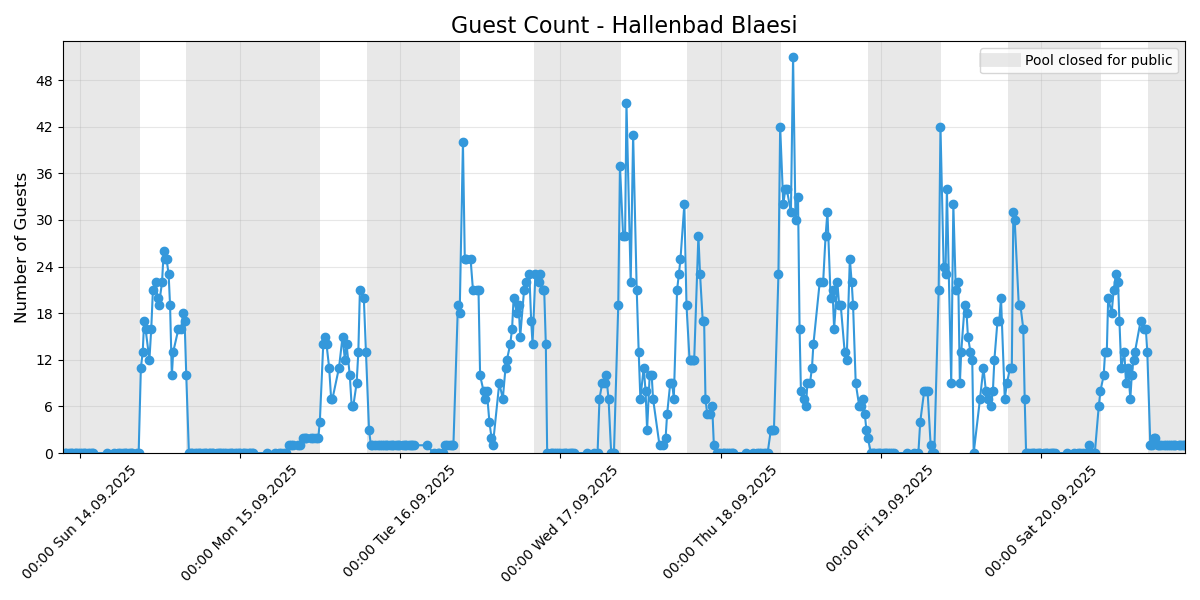 Guest Count - Hallenbad Blaesi
Pool closed for public
Number of Guests
48
42
36
30
24
18
12
6
0
00:00 Sun 14.09.2025
00:00 Mon 15.09.2025
00:00 Tue 16.09.2025
00:00 Wed 17.09.2025
00:00 Thu 18.09.2025
00:00 Fri 19.09.2025
00:00 Sat 20.09.2025